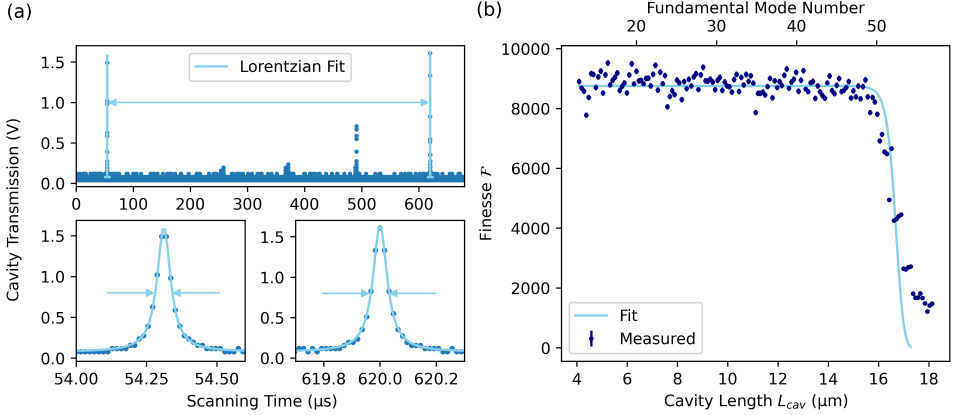 (a)
Cavity Transmission (V)
1.5
1.0
0.5
0.0
Lorentzian Fit
0 100 200 300 400 500 600
1.5
1.0
0.5
0.0
54.00 54.25 54.50
619.8 620.0 620.2
Scanning Time (μs)
(b)
Fundamental Mode Number
20 30 40 50
Finesse ℱ
10000
8000
6000
4000
2000
0
Fit
Measured
4 6 8 10 12 14 16 18
Cavity Length L_cav (μm)